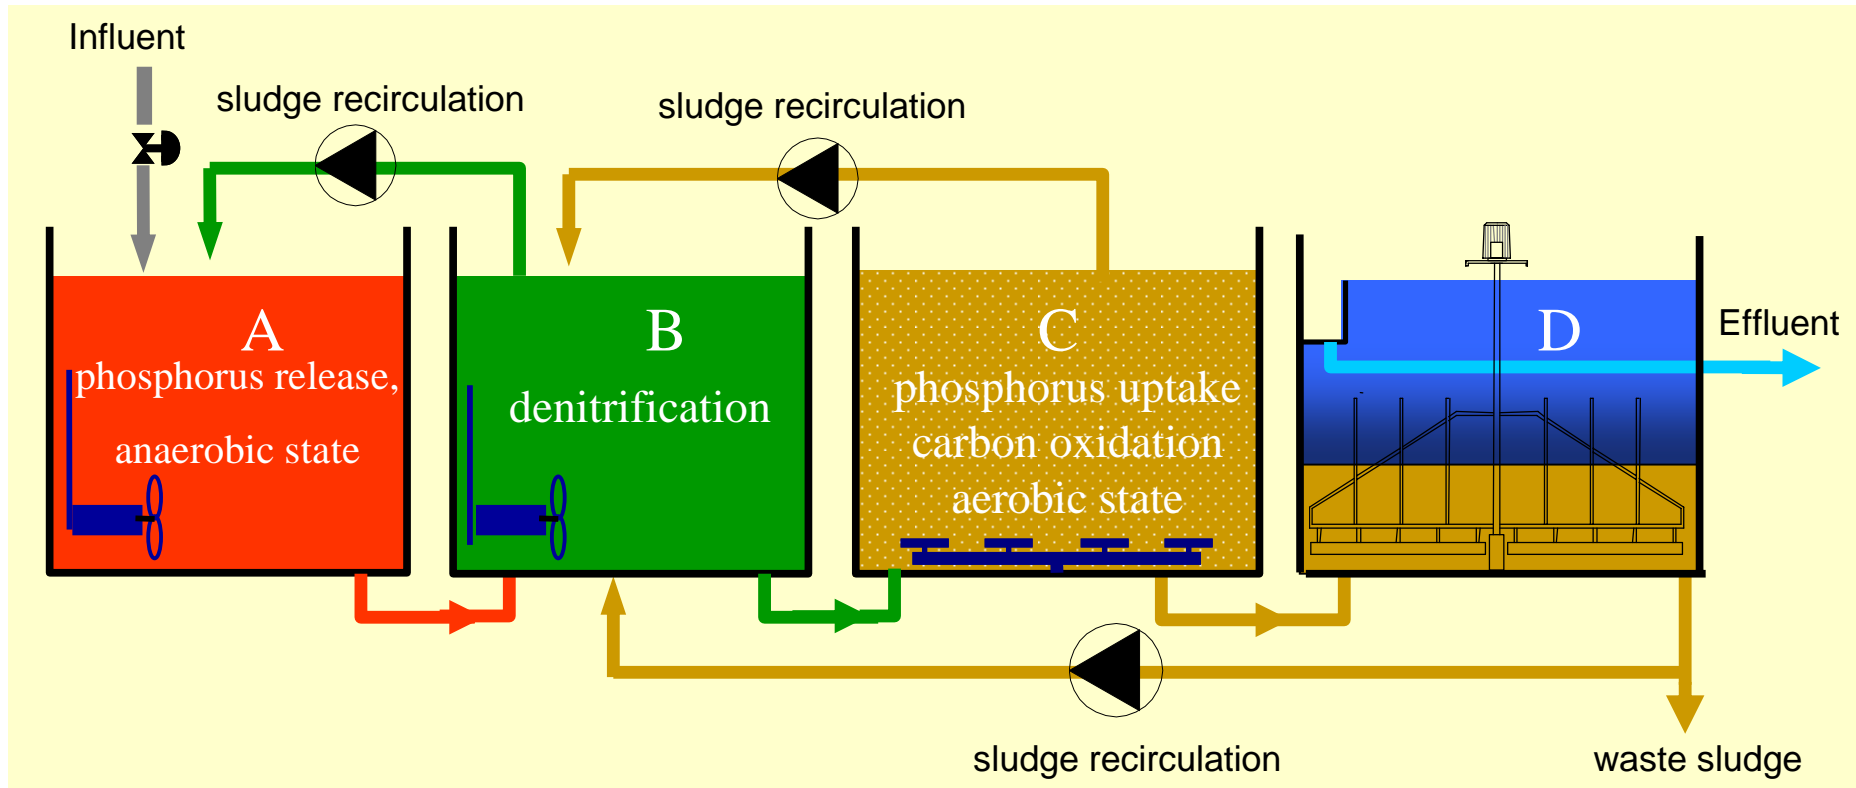 Influent
sludge recirculation
sludge recirculation
A
phosphorus release,
anaerobic state
B
denitrification
C
phosphorus uptake
carbon oxidation
aerobic state
D
Effluent
sludge recirculation
waste sludge